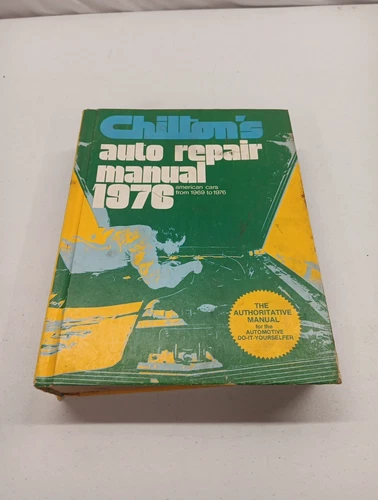 Chilton's
auto repair
manual
1976
american cars
from 1969 to 1976
THE
AUTHORITATIVE
MANUAL
for the
AUTOMOTIVE
DO-IT-YOURSELFER